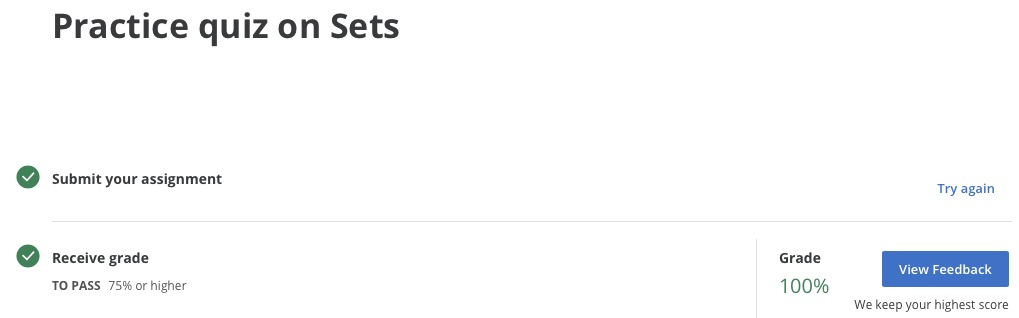 Practice quiz on Sets
Submit your assignment
Try again
Receive grade
TO PASS 75% or higher
Grade
100%
View Feedback
We keep your highest score